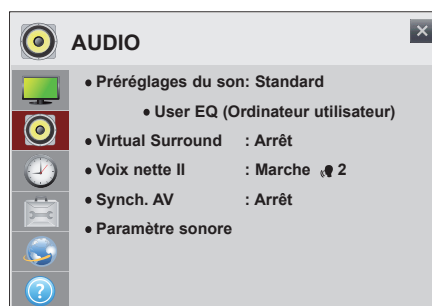 AUDIO
• Préréglages du son: Standard
• User EQ (Ordinateur utilisateur)
• Virtual Surround : Arrêt
• Voix nette II : Marche 2
• Synch. AV : Arrêt
• Paramètre sonore